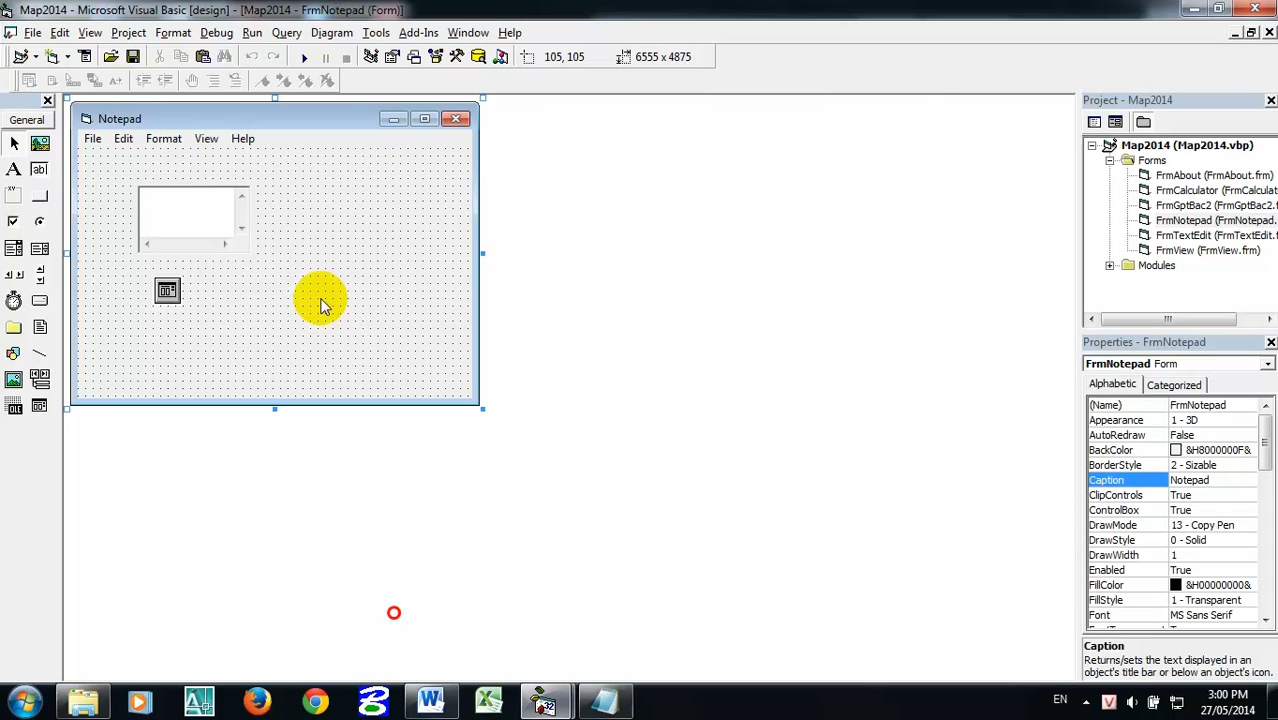 Map2014 - Microsoft Visual Basic [design] - [Map2014 - FrmNotepad (Form)]
File Edit View Project Format Debug Run Query Diagram Tools Add-Ins Window Help
105, 105 6555 x 4875
General
Notepad
File Edit Format View Help
Project - Map2014
Map2014 (Map2014.vbp)
Forms
FrmAbout (FrmAbout.frm)
FrmCalculator (FrmCalculat
FrmGptBac2 (FrmGptBac2.f
FrmNotepad (FrmNotepad.
FrmTextEdit (FrmTextEdit.
FrmView (FrmView.frm)
Modules
Properties - FrmNotepad
FrmNotepad Form
Alphabetic Categorized
(Name) FrmNotepad
Appearance 1 - 3D
AutoRedraw False
BackColor &H8000000F&
BorderStyle 2 - Sizable
Caption Notepad
ClipControls True
ControlBox True
DrawMode 13 - Copy Pen
DrawStyle 0 - Solid
DrawWidth 1
Enabled True
FillColor &H00000000&
FillStyle 1 - Transparent
Font MS Sans Serif
Caption
Returns/sets the text displayed in an
object's title bar or below an object's icon.
EN
3:00 PM
27/05/2014